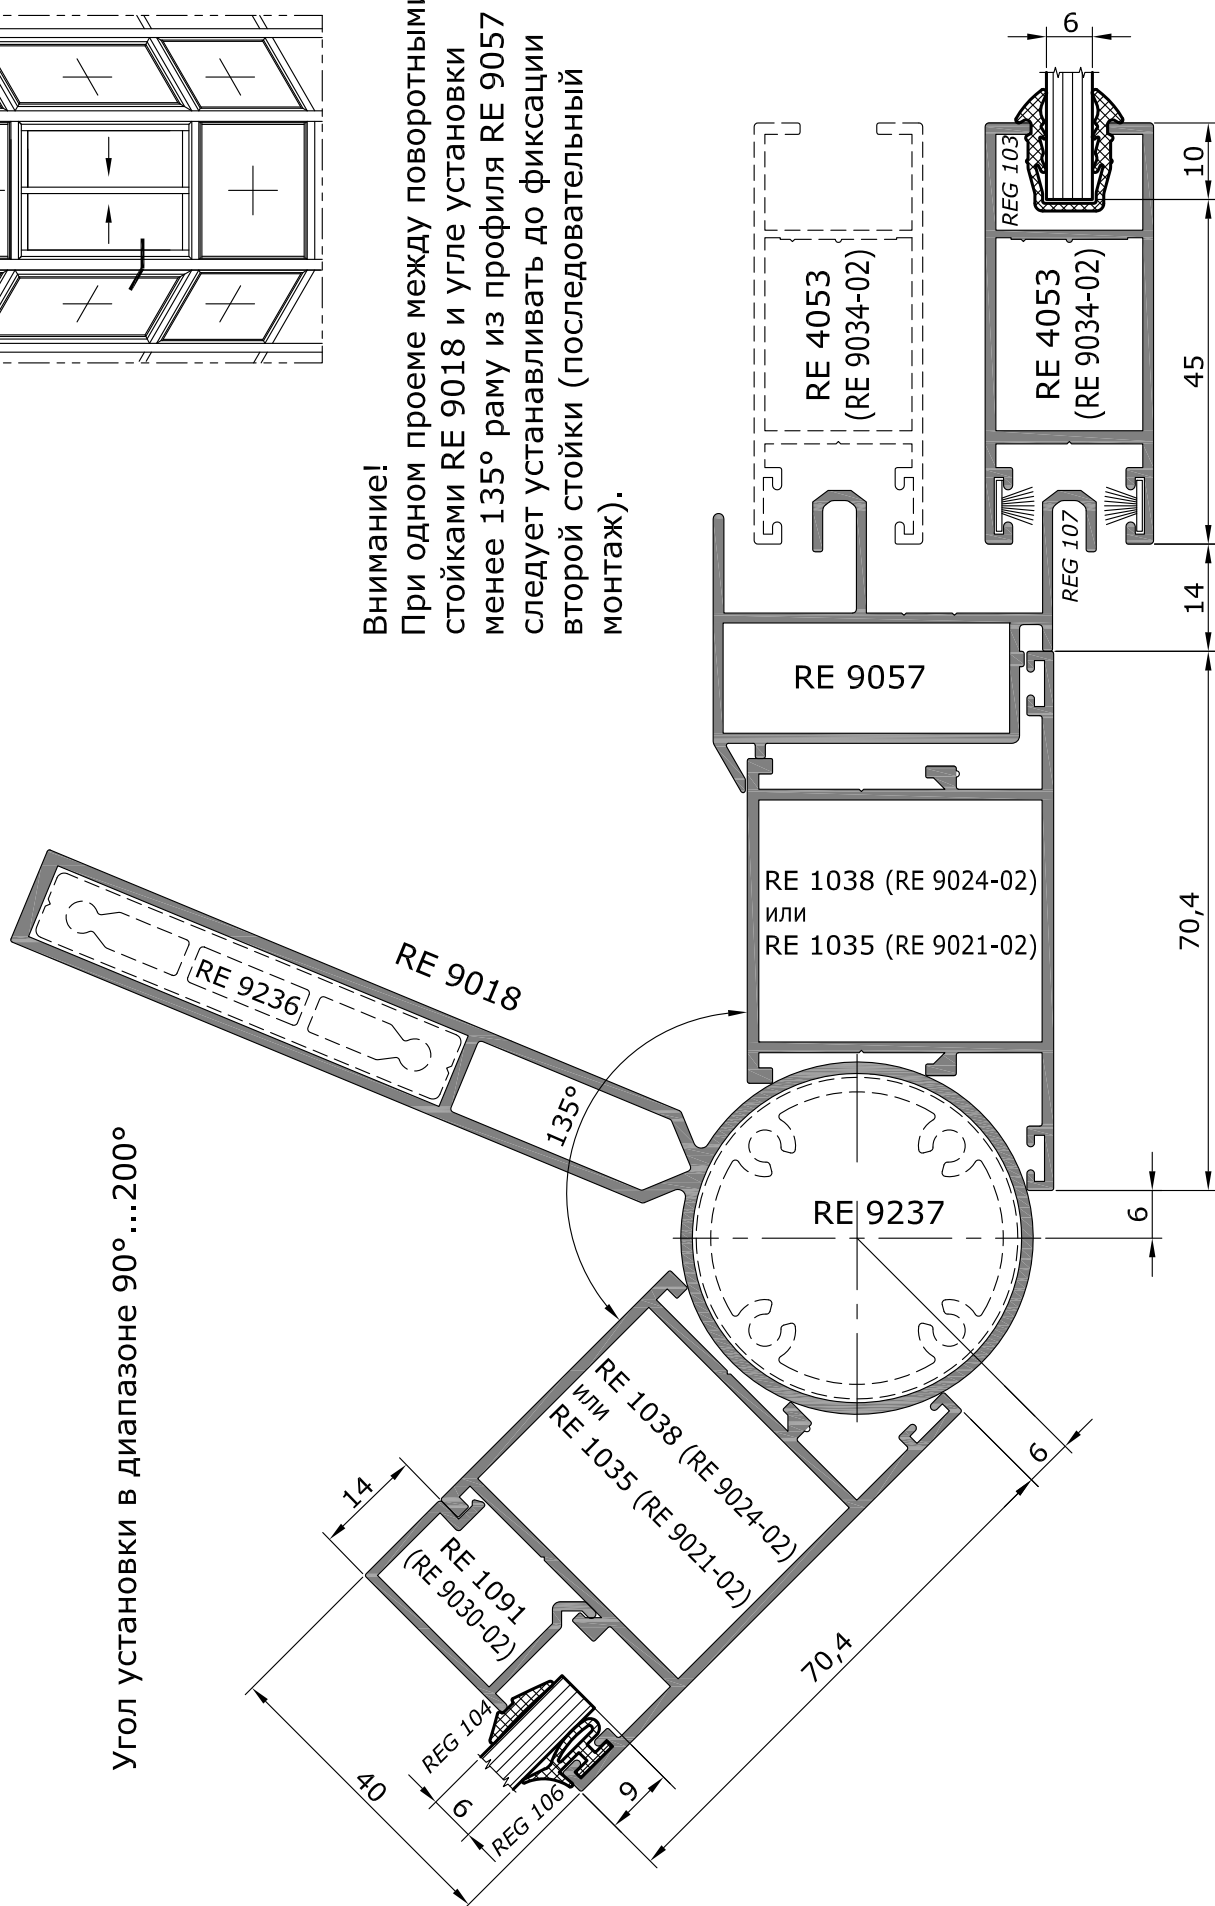 Угол установки в диапазоне 90°...200°
Внимание!
При одном проеме между поворотными
стойками RE 9018 и угле установки
менее 135° раму из профиля RE 9057
следует устанавливать до фиксации
второй стойки (последовательный
монтаж).
6
10
REG 103
RE 4053
(RE 9034-02)
RE 4053
(RE 9034-02)
45
REG 107
14
RE 9057
RE 1038 (RE 9024-02)
или
RE 1035 (RE 9021-02)
70,4
RE 9018
RE 9236
135°
RE 9237
6
6
RE 1038 (RE 9024-02)
или
RE 1035 (RE 9021-02)
14
RE 1091
(RE 9030-02)
70,4
REG 104
40
6
REG 106
9